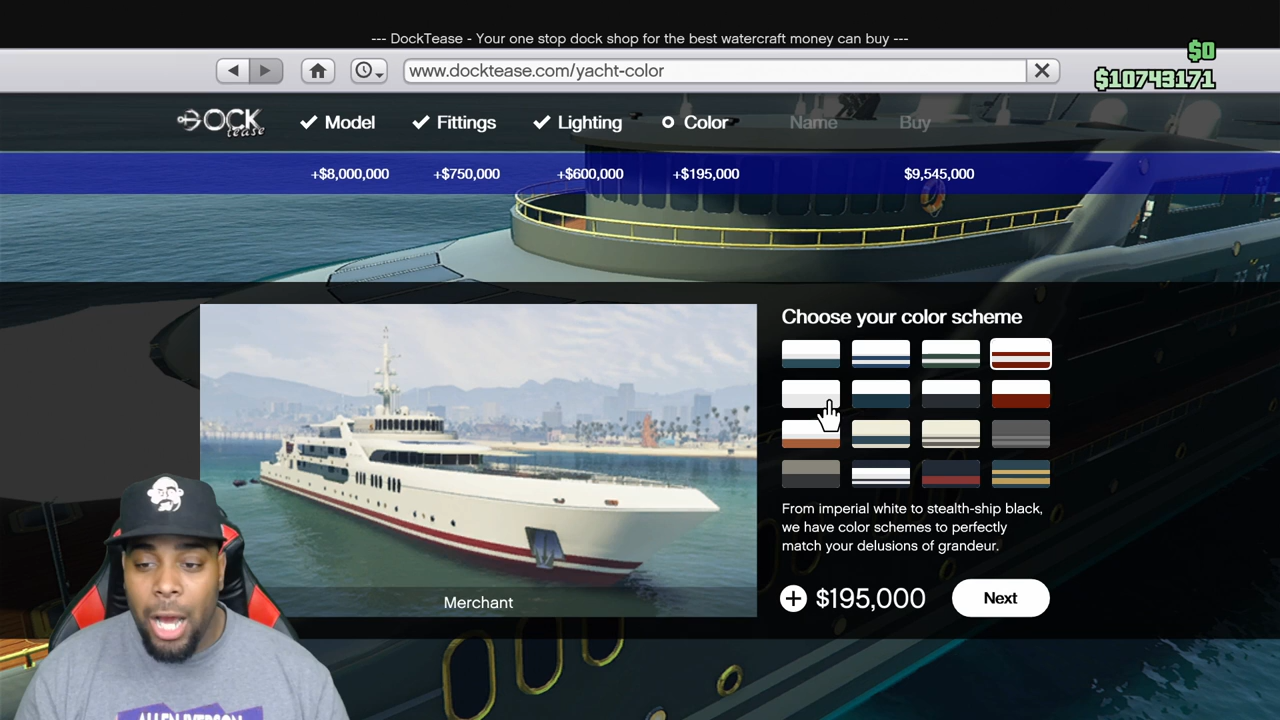 --- DockTease - Your one stop dock shop for the best watercraft money can buy ---
$0
www.docktease.com/yacht-color
$10743171
DOCK
tease
Model
Fittings
Lighting
Color
Name
Buy
+$8,000,000
+$750,000
+$600,000
+$195,000
$9,545,000
Choose your color scheme
From imperial white to stealth-ship black,
we have color schemes to perfectly
match your delusions of grandeur.
Merchant
$195,000
Next
ALLEN IVERSON